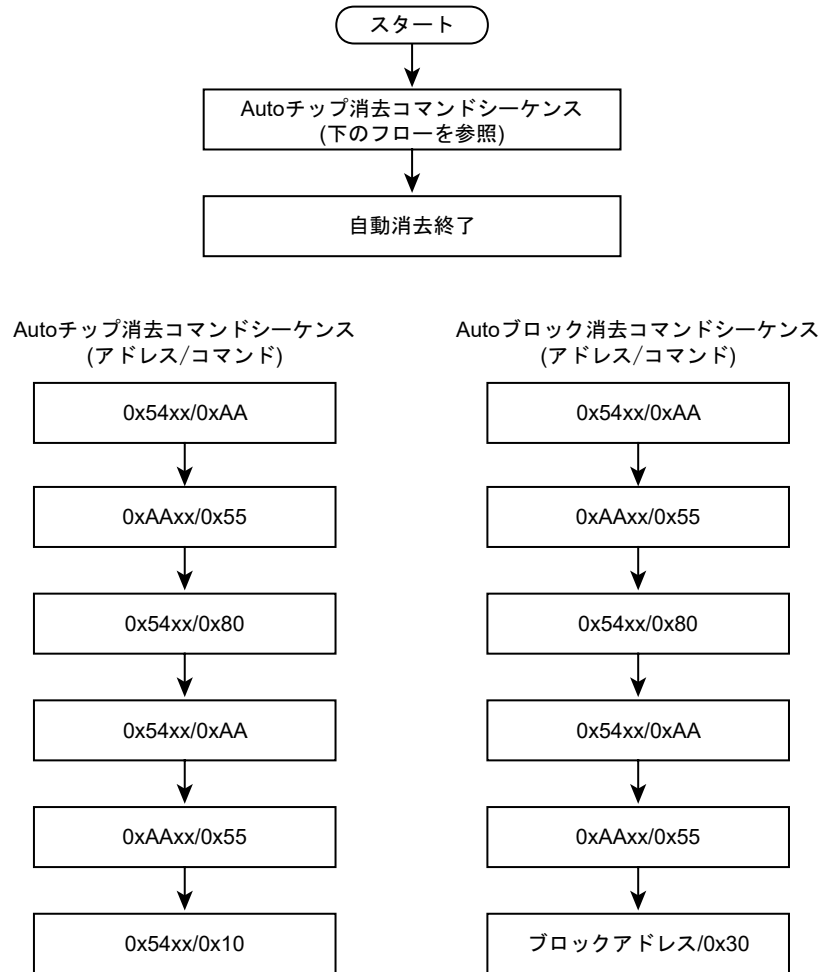 スタート
Autoチップ消去コマンドシーケンス
(下のフローを参照)
自動消去終了
Autoチップ消去コマンドシーケンス
(アドレス/コマンド)
0x54xx/0xAA
0xAAxx/0x55
0x54xx/0x80
0x54xx/0xAA
0xAAxx/0x55
0x54xx/0x10
Autoブロック消去コマンドシーケンス
(アドレス/コマンド)
0x54xx/0xAA
0xAAxx/0x55
0x54xx/0x80
0x54xx/0xAA
0xAAxx/0x55
ブロックアドレス/0x30